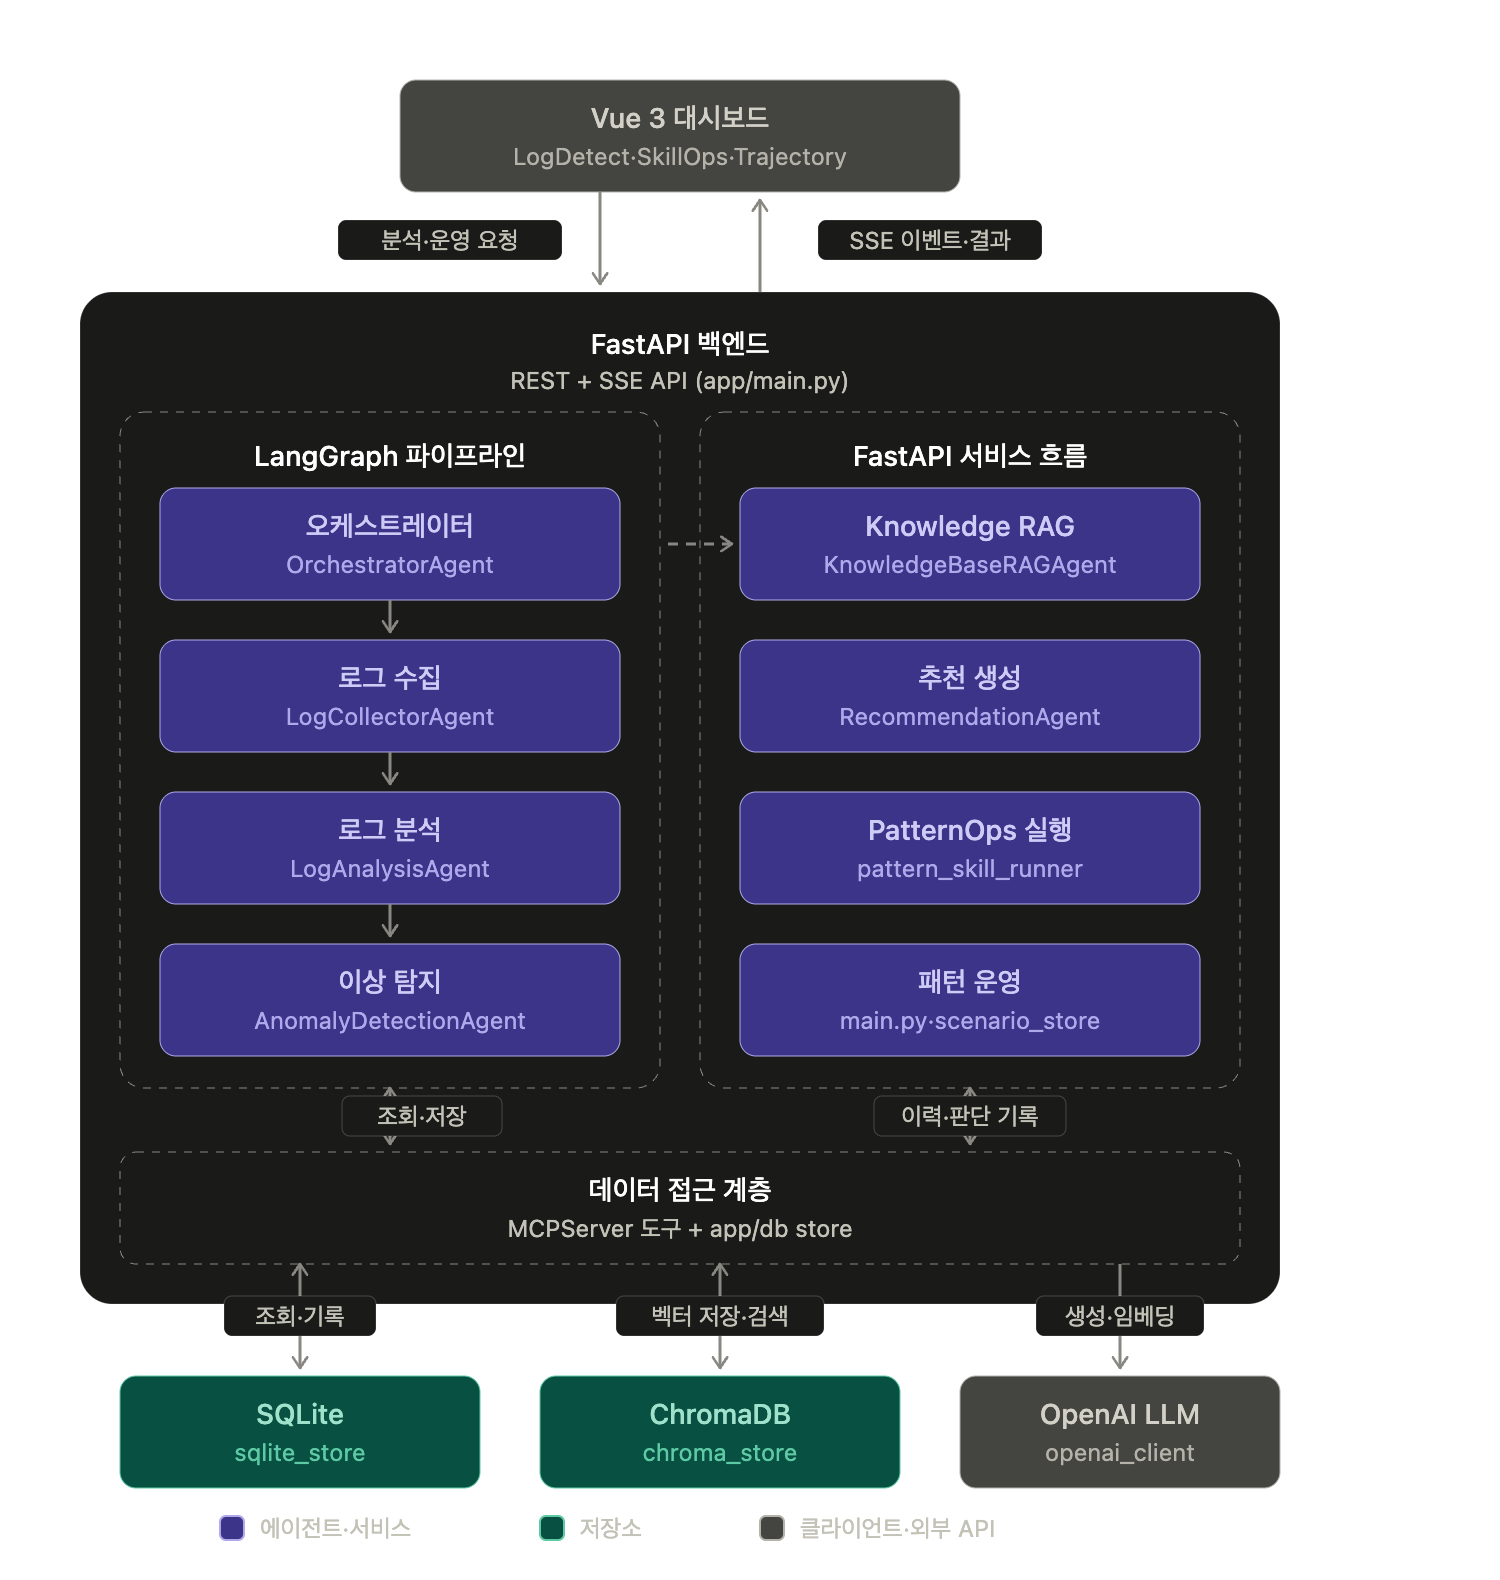 Vue 3 대시보드
LogDetect·SkillOps·Trajectory
분석·운영 요청
SSE 이벤트·결과
FastAPI 백엔드
REST + SSE API (app/main.py)
LangGraph 파이프라인
오케스트레이터
OrchestratorAgent
로그 수집
LogCollectorAgent
로그 분석
LogAnalysisAgent
이상 탐지
AnomalyDetectionAgent
FastAPI 서비스 흐름
Knowledge RAG
KnowledgeBaseRAGAgent
추천 생성
RecommendationAgent
PatternOps 실행
pattern_skill_runner
패턴 운영
main.py·scenario_store
조회·저장
이력·판단 기록
데이터 접근 계층
MCPServer 도구 + app/db store
조회·기록
벡터 저장·검색
생성·임베딩
SQLite
sqlite_store
ChromaDB
chroma_store
OpenAI LLM
openai_client
에이전트·서비스
저장소
클라이언트·외부 API